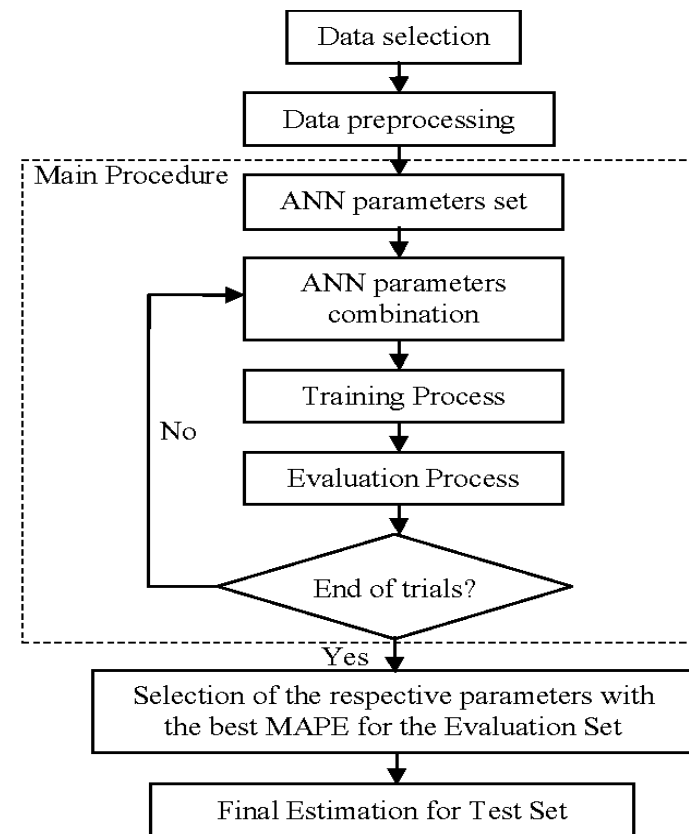 Data selection
Data preprocessing
Main Procedure
ANN parameters set
ANN parameters
combination
Training Process
No
Evaluation Process
End of trials?
Yes
Selection of the respective parameters with
the best MAPE for the Evaluation Set
Final Estimation for Test Set